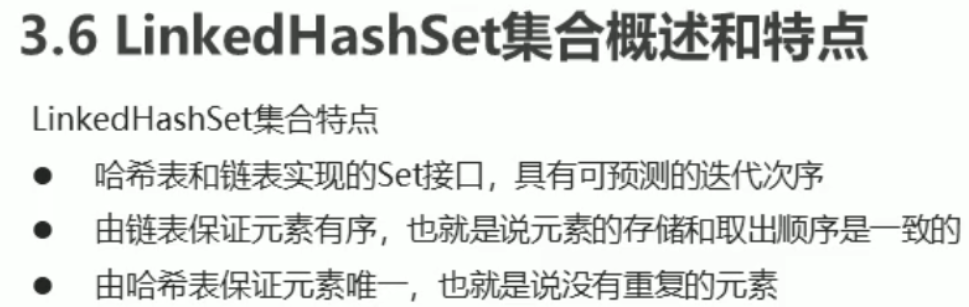 3.6 LinkedHashSet集合概述和特点
LinkedHashSet集合特点
● 哈希表和链表实现的Set接口，具有可预测的迭代次序
● 由链表保证元素有序，也就是说元素的存储和取出顺序是一致的
● 由哈希表保证元素唯一，也就是说没有重复的元素